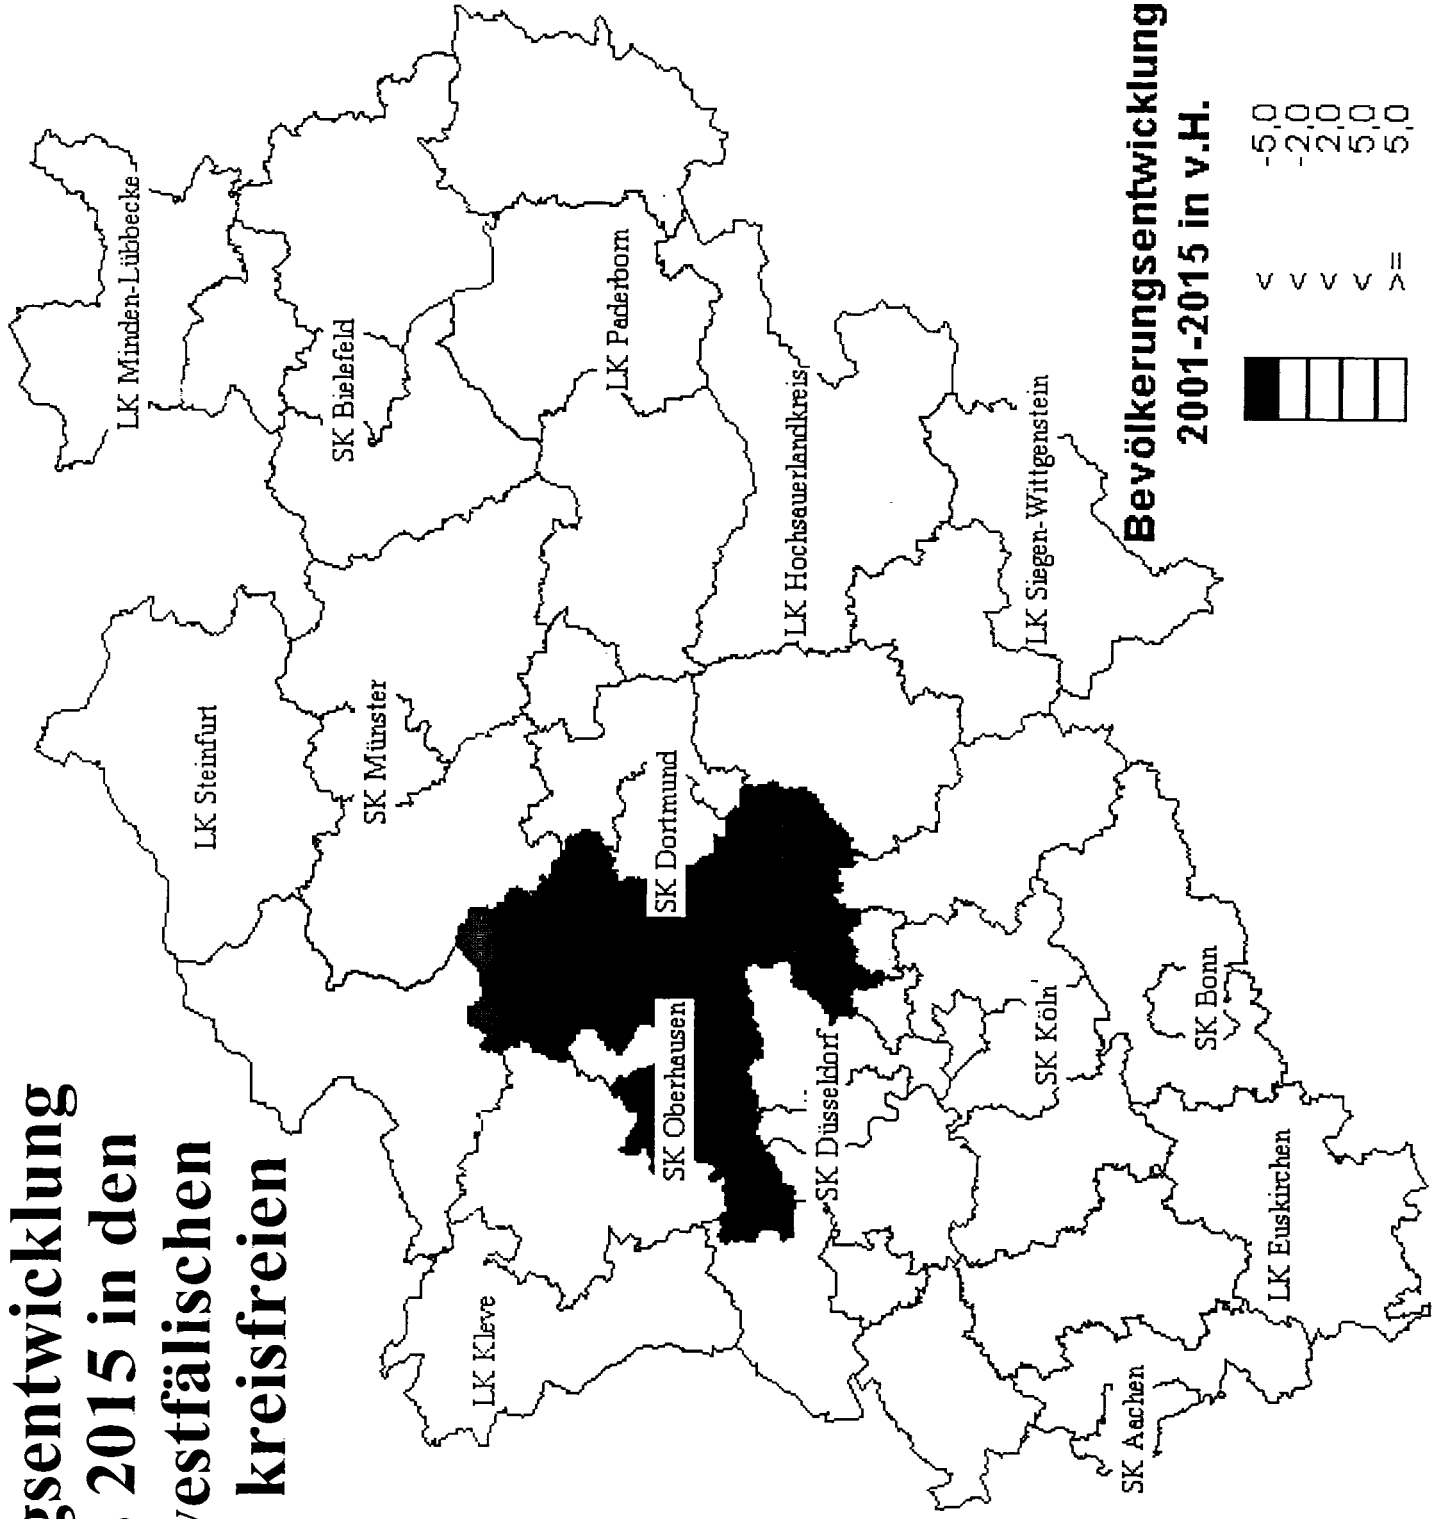 gsentwicklung
2015 in den
estfälischen
kreisfreien
LK Minden-Lübbecke
LK Steinfurt
SK Bielefeld
SK Münster
LK Kleve
LK Paderborn
SK Dortmund
SK Oberhausen
LK Hochsauerlandkreis
SK Düsseldorf
LK Siegen-Wittgenstein
SK Köln
SK Bonn
LK Euskirchen
SK Aachen
Bevölkerungsentwicklung
2001-2015 in v.H.
< -5,0
< -2,0
< 2,0
< 5,0
>= 5,0